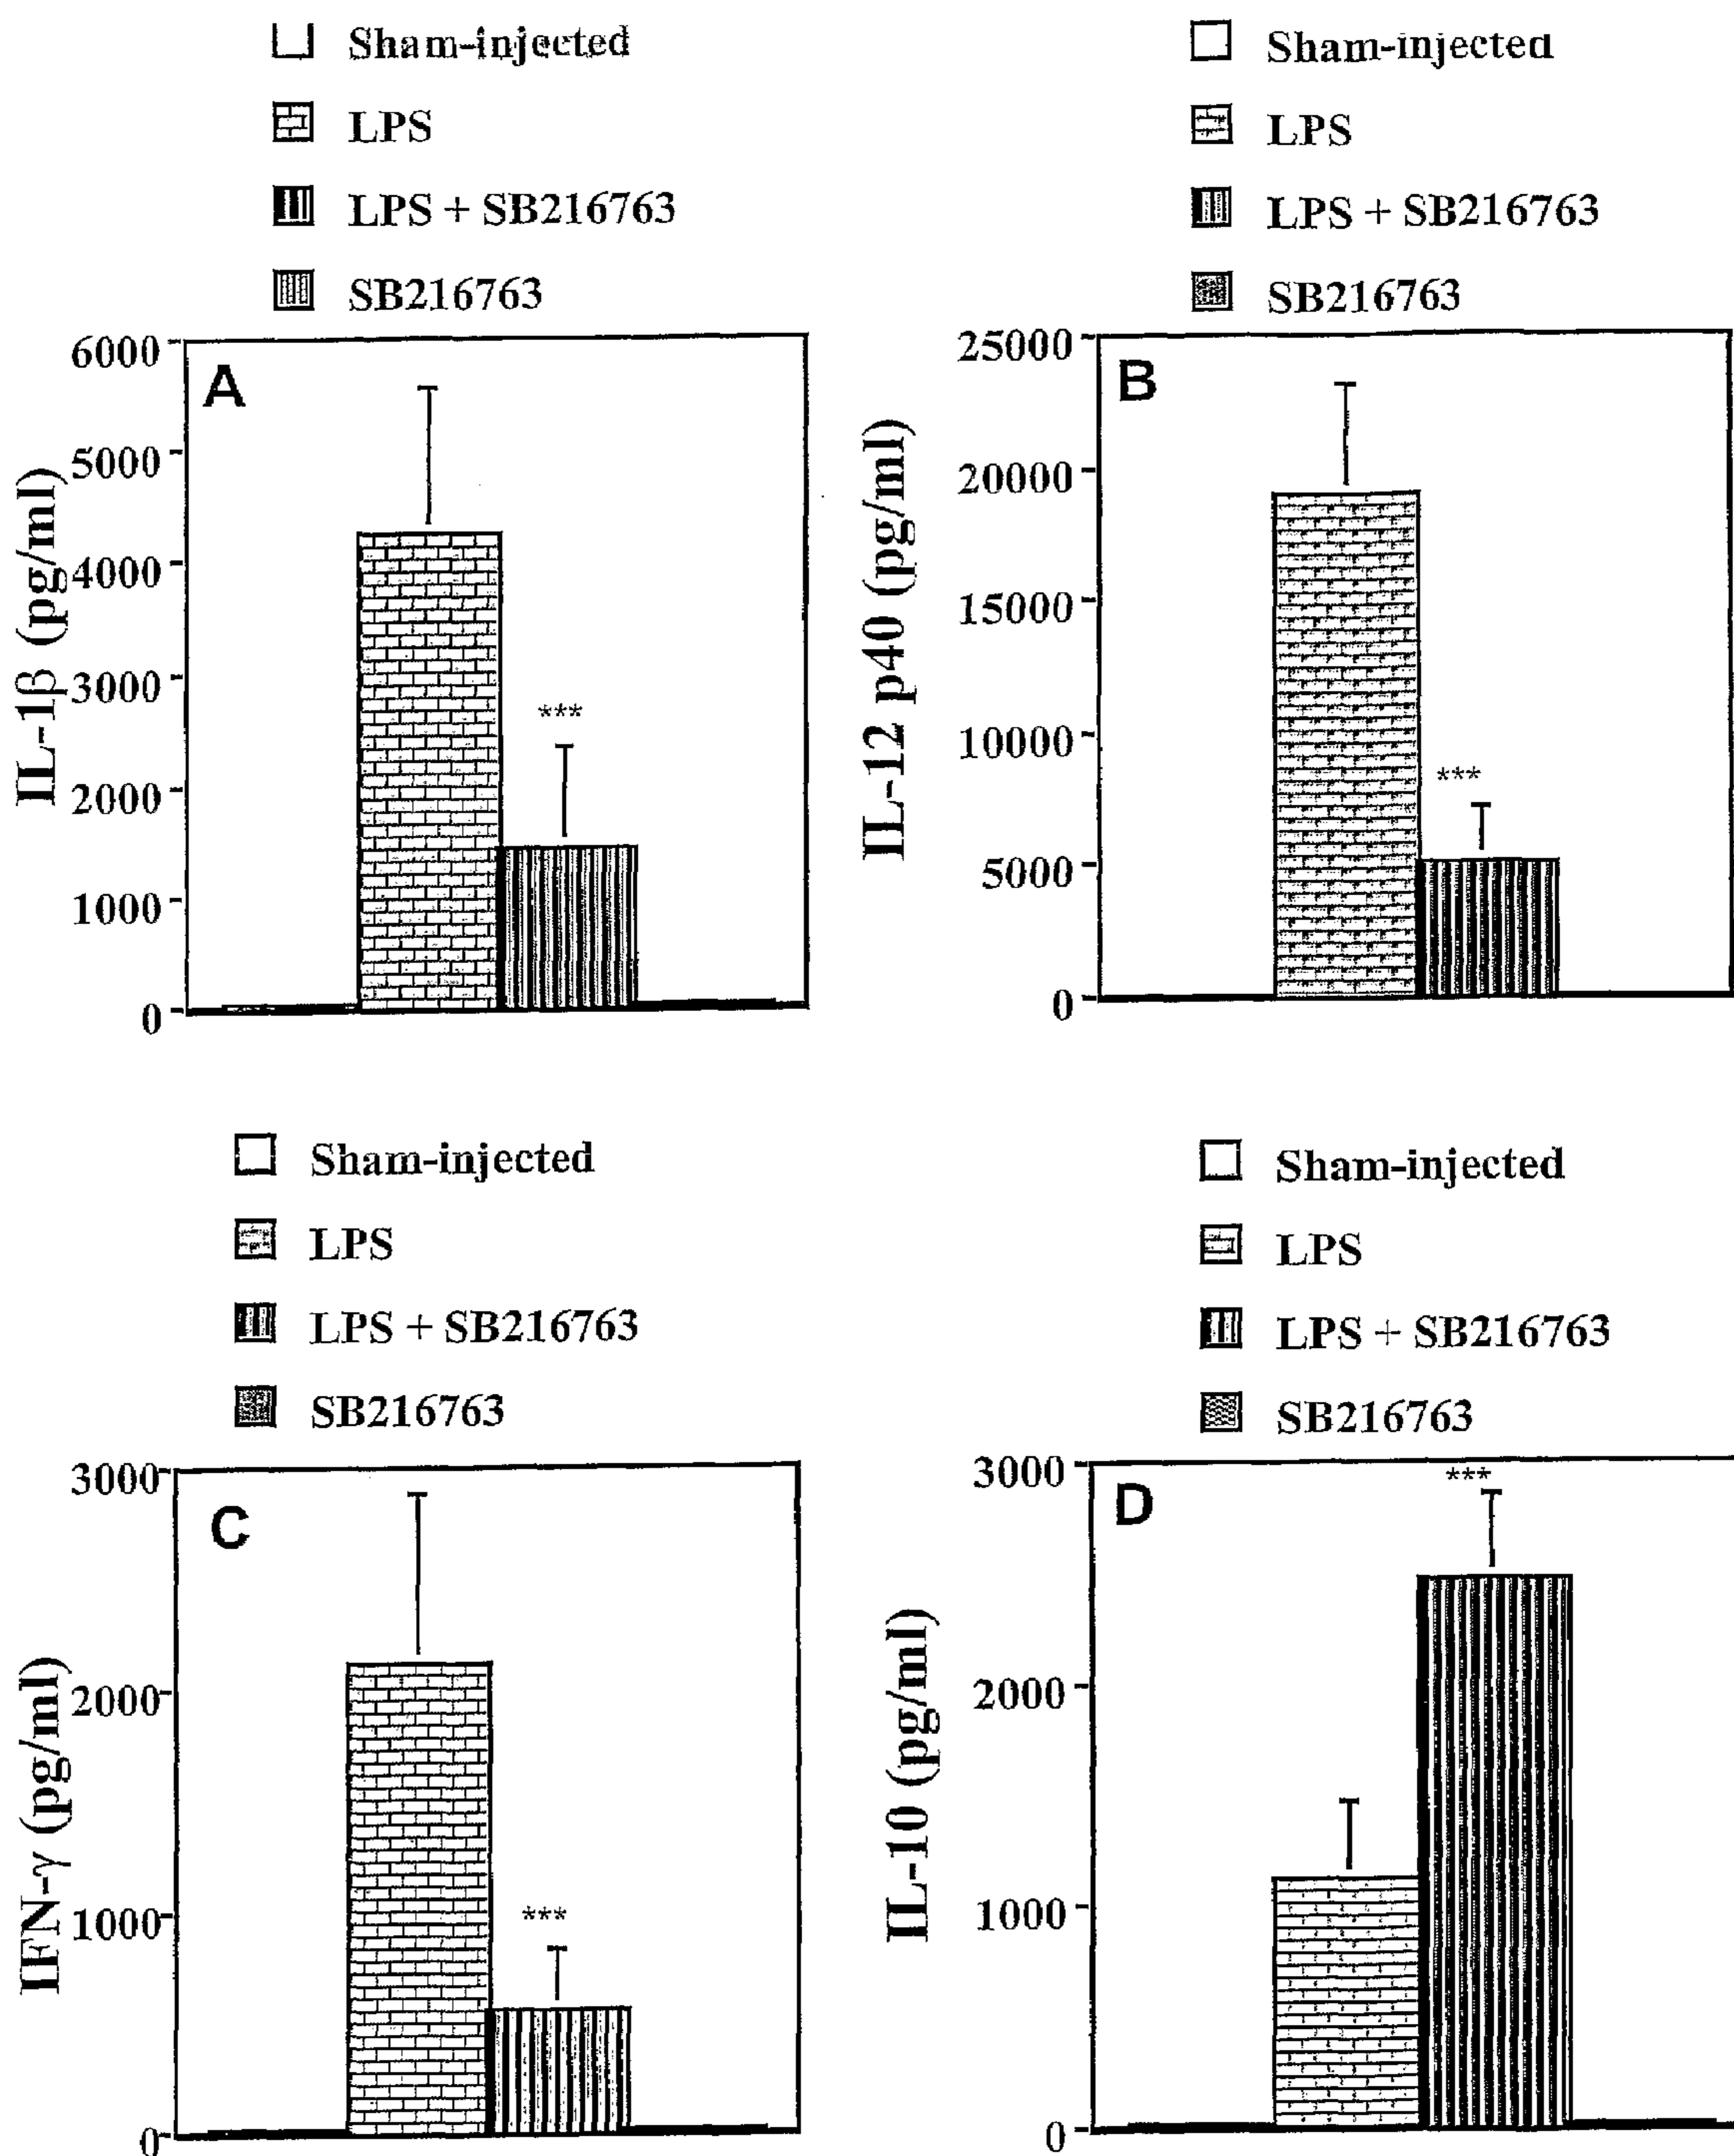 Sham-injected
LPS
LPS + SB216763
SB216763
6000
5000
4000
3000
2000
1000
0
IL-1β (pg/ml)
A
***
Sham-injected
LPS
LPS + SB216763
SB216763
25000
20000
15000
10000
5000
0
IL-12 p40 (pg/ml)
B
***
Sham-injected
LPS
LPS + SB216763
SB216763
3000
2000
1000
0
IFN-γ (pg/ml)
C
***
Sham-injected
LPS
LPS + SB216763
SB216763
3000
2000
1000
0
IL-10 (pg/ml)
D
***